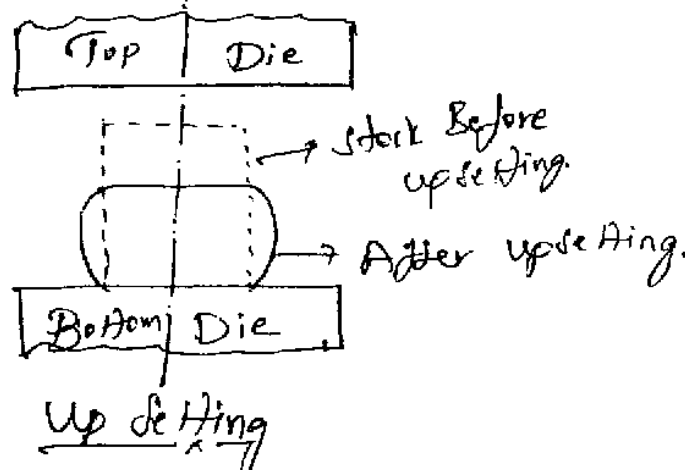 Top Die
Stock Before
upsetting.
After upsetting.
Bottom Die
Up Setting